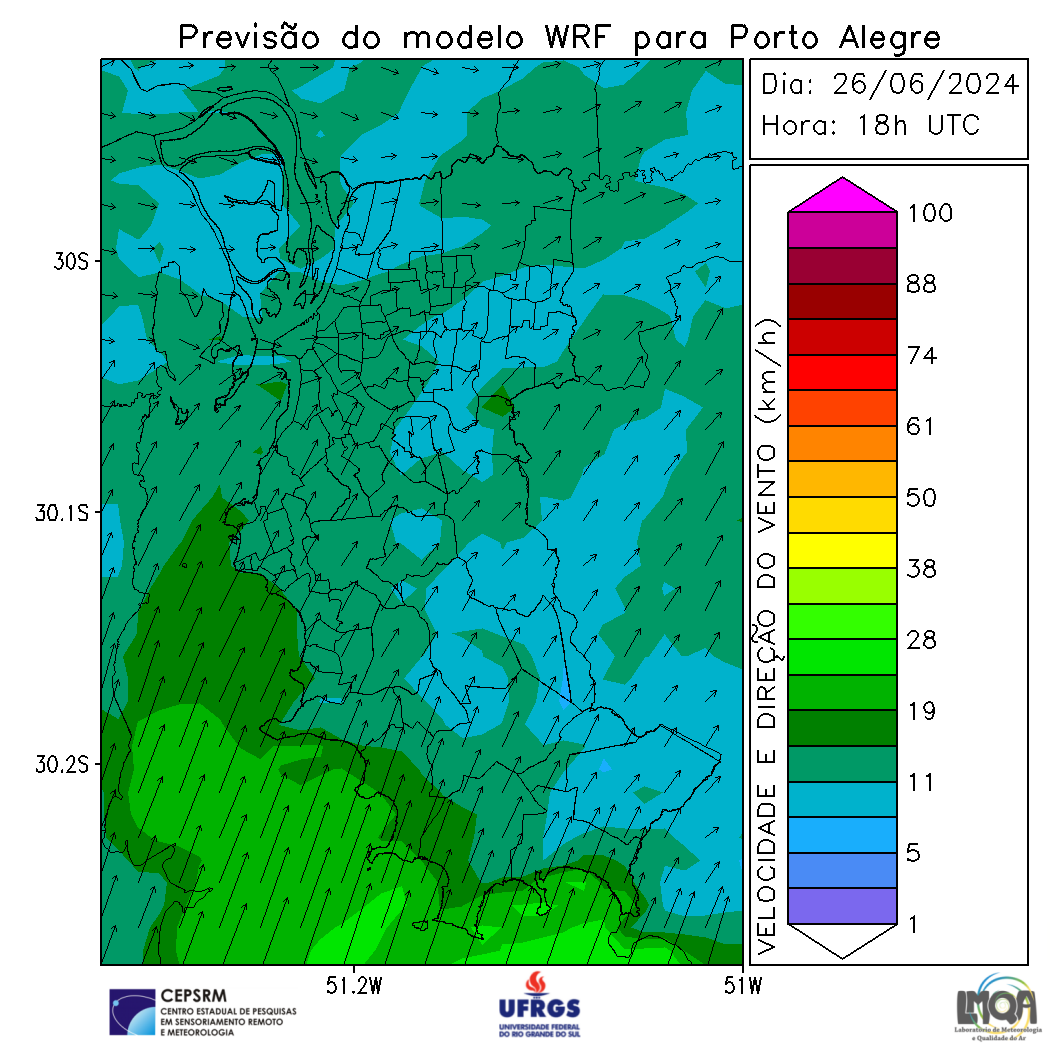 Previsão do modelo WRF para Porto Alegre
Dia: 26/06/2024
Hora: 18h UTC
30S
30.1S
30.2S
51.2W
51W
VELOCIDADE E DIREÇÃO DO VENTO (km/h)
100
88
74
61
50
38
28
19
11
5
1
CEPSRM
CENTRO ESTADUAL DE PESQUISAS
EM SENSORIAMENTO REMOTO
E METEOROLOGIA
UFRGS
UNIVERSIDADE FEDERAL
DO RIO GRANDE DO SUL
LMQA
Laboratório de Meteorologia
e Qualidade do Ar